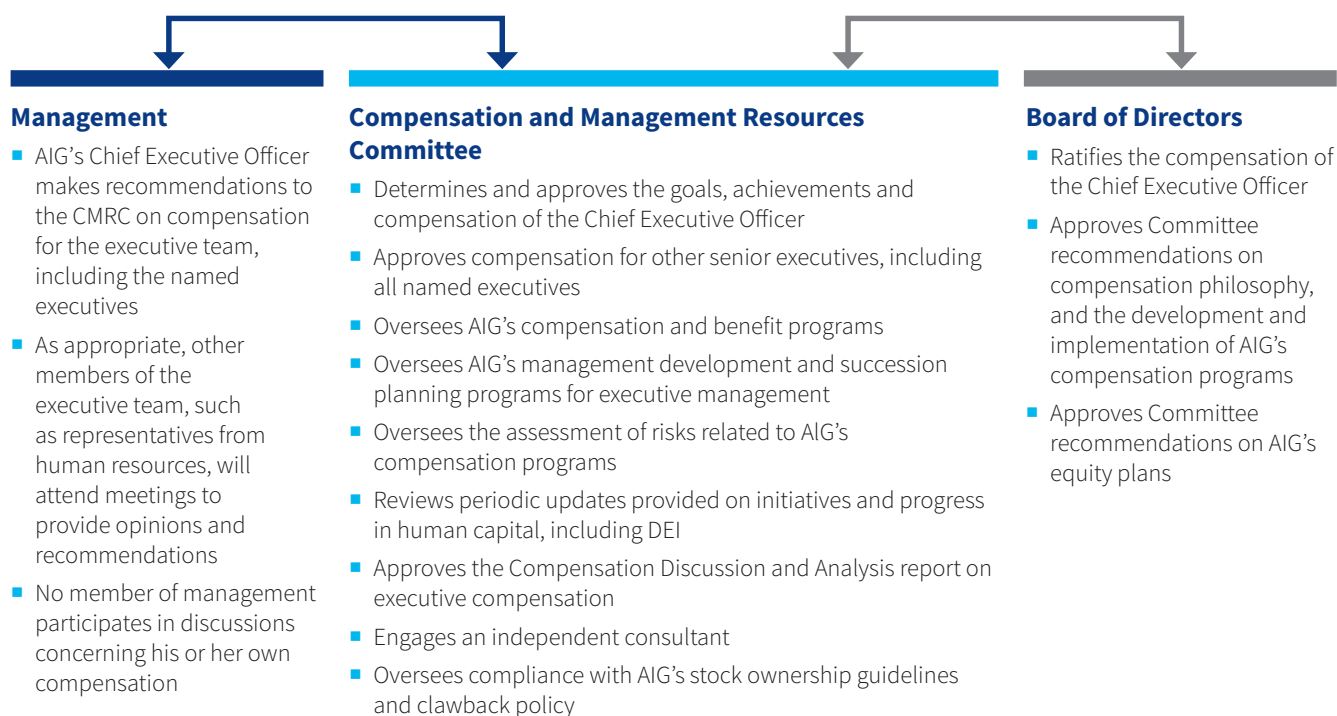 Management
■ AIG's Chief Executive Officer
makes recommendations to
the CMRC on compensation
for the executive team,
including the named
executives
■ As appropriate, other
members of the
executive team, such
as representatives from
human resources, will
attend meetings to
provide opinions and
recommendations
■ No member of management
participates in discussions
concerning his or her own
compensation
Compensation and Management Resources
Committee
■ Determines and approves the goals, achievements and
compensation of the Chief Executive Officer
■ Approves compensation for other senior executives, including
all named executives
■ Oversees AIG's compensation and benefit programs
■ Oversees AIG's management development and succession
planning programs for executive management
■ Oversees the assessment of risks related to AIG's
compensation programs
■ Reviews periodic updates provided on initiatives and progress
in human capital, including DEI
■ Approves the Compensation Discussion and Analysis report on
executive compensation
■ Engages an independent consultant
■ Oversees compliance with AIG's stock ownership guidelines
and clawback policy
Board of Directors
■ Ratifies the compensation of
the Chief Executive Officer
■ Approves Committee
recommendations on
compensation philosophy,
and the development and
implementation of AIG's
compensation programs
■ Approves Committee
recommendations on AIG's
equity plans